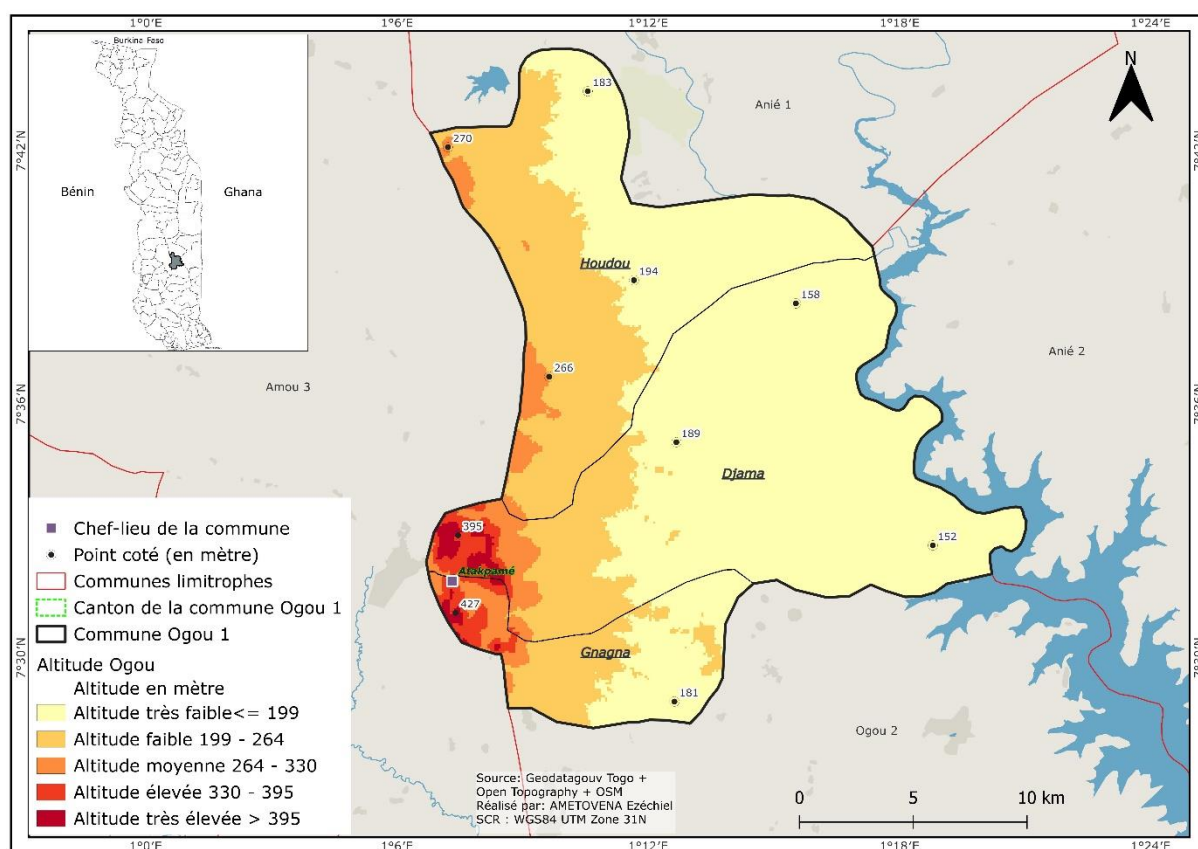 1°0′E 1°6′E 1°12′E 1°18′E 1°24′E
Burkina Faso
Bénin
Ghana
N
7°42′N
7°42′N
183
Anié 1
270
Houdou
194
158
Anié 2
7°36′N
7°36′N
Amou 3
266
189
Djama
395
152
Atakpamé
427
7°30′N
7°30′N
Gnagna
181
Ogou 2
Chef-lieu de la commune
Point coté (en mètre)
Communes limitrophes
Canton de la commune Ogou 1
Commune Ogou 1
Altitude Ogou
Altitude en mètre
Altitude très faible<= 199
Altitude faible 199 - 264
Altitude moyenne 264 - 330
Altitude élevée 330 - 395
Altitude très élevée > 395
Source: Geodatagouv Togo +
Open Topography + OSM
Réalisé par: AMETOVENA Ezéchiel
SCR : WGS84 UTM Zone 31N
0 5 10 km
1°0′E 1°6′E 1°12′E 1°18′E 1°24′E